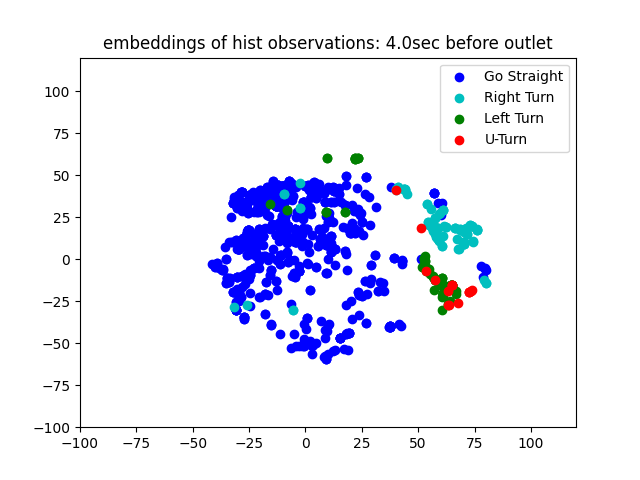 embeddings of hist observations: 4.0sec before outlet
Go Straight
Right Turn
Left Turn
U-Turn
100
75
50
25
0
−25
−50
−75
−100
−100 −75 −50 −25 0 25 50 75 100